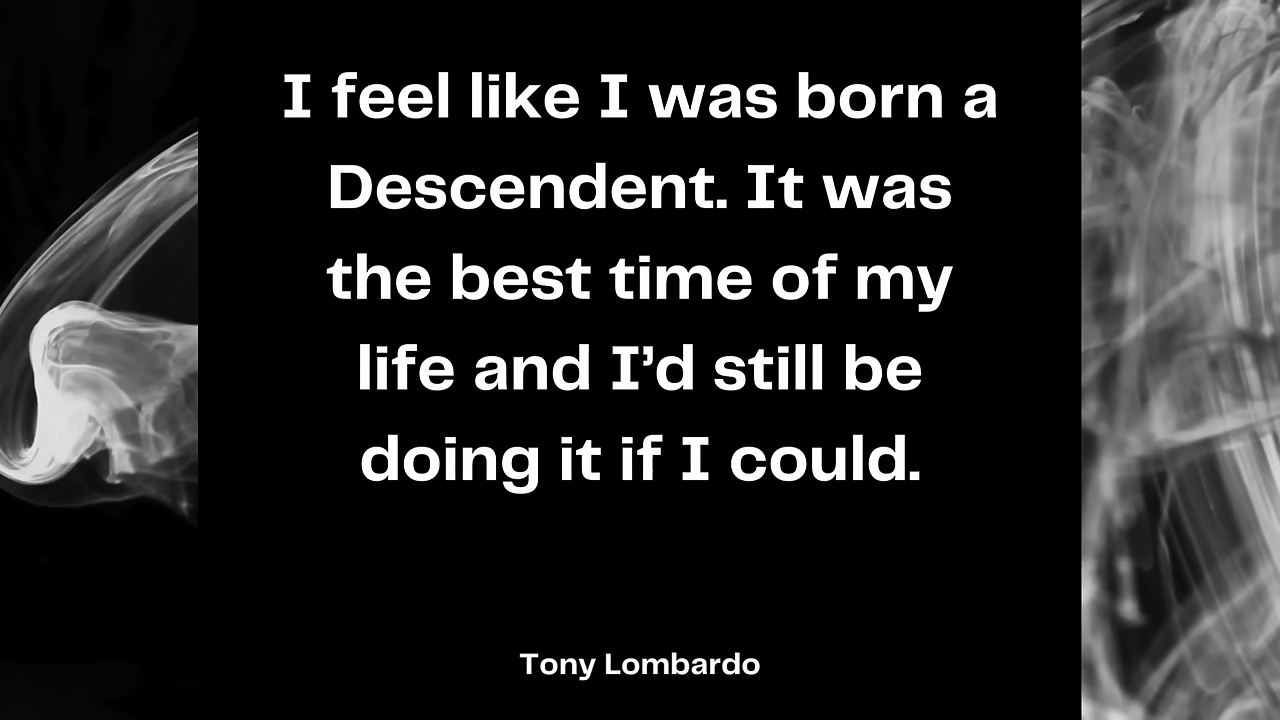 I feel like I was born a
Descendent. It was
the best time of my
life and I’d still be
doing it if I could.
Tony Lombardo